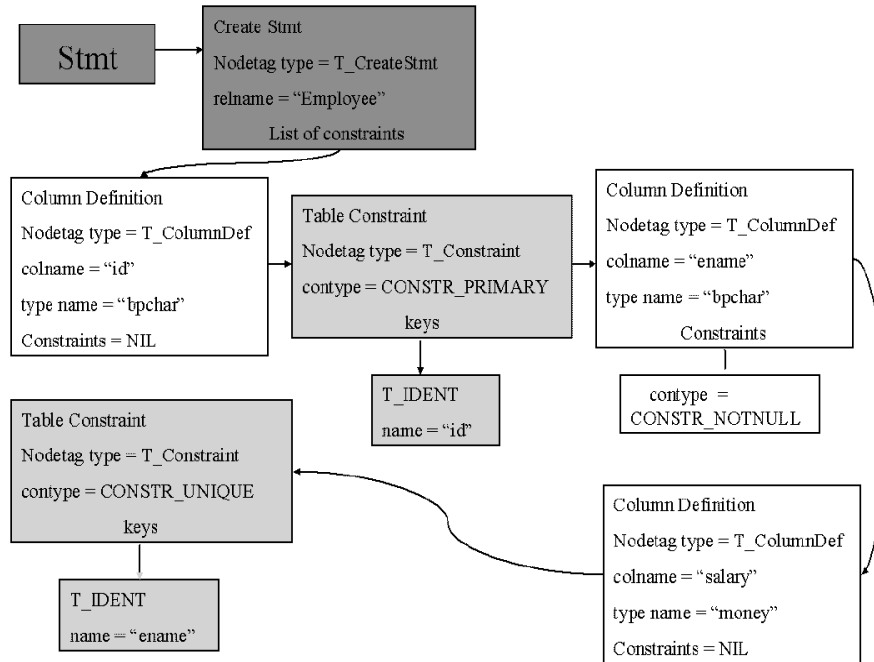 Stmt
Create Stmt
Nodetag type = T_CreateStmt
relname = “Employee”
List of constraints
Column Definition
Nodetag type = T_ColumnDef
colname = “id”
type name = “bpchar”
Constraints = NIL
Table Constraint
Nodetag type = T_Constraint
contype = CONSTR_PRIMARY
keys
T_IDENT
name = “id”
Column Definition
Nodetag type = T_ColumnDef
colname = “ename”
type name = “bpchar”
Constraints
contype =
CONSTR_NOTNULL
Column Definition
Nodetag type = T_ColumnDef
colname = “salary”
type name = “money”
Constraints = NIL
Table Constraint
Nodetag type = T_Constraint
contype = CONSTR_UNIQUE
keys
T_IDENT
name = “ename”